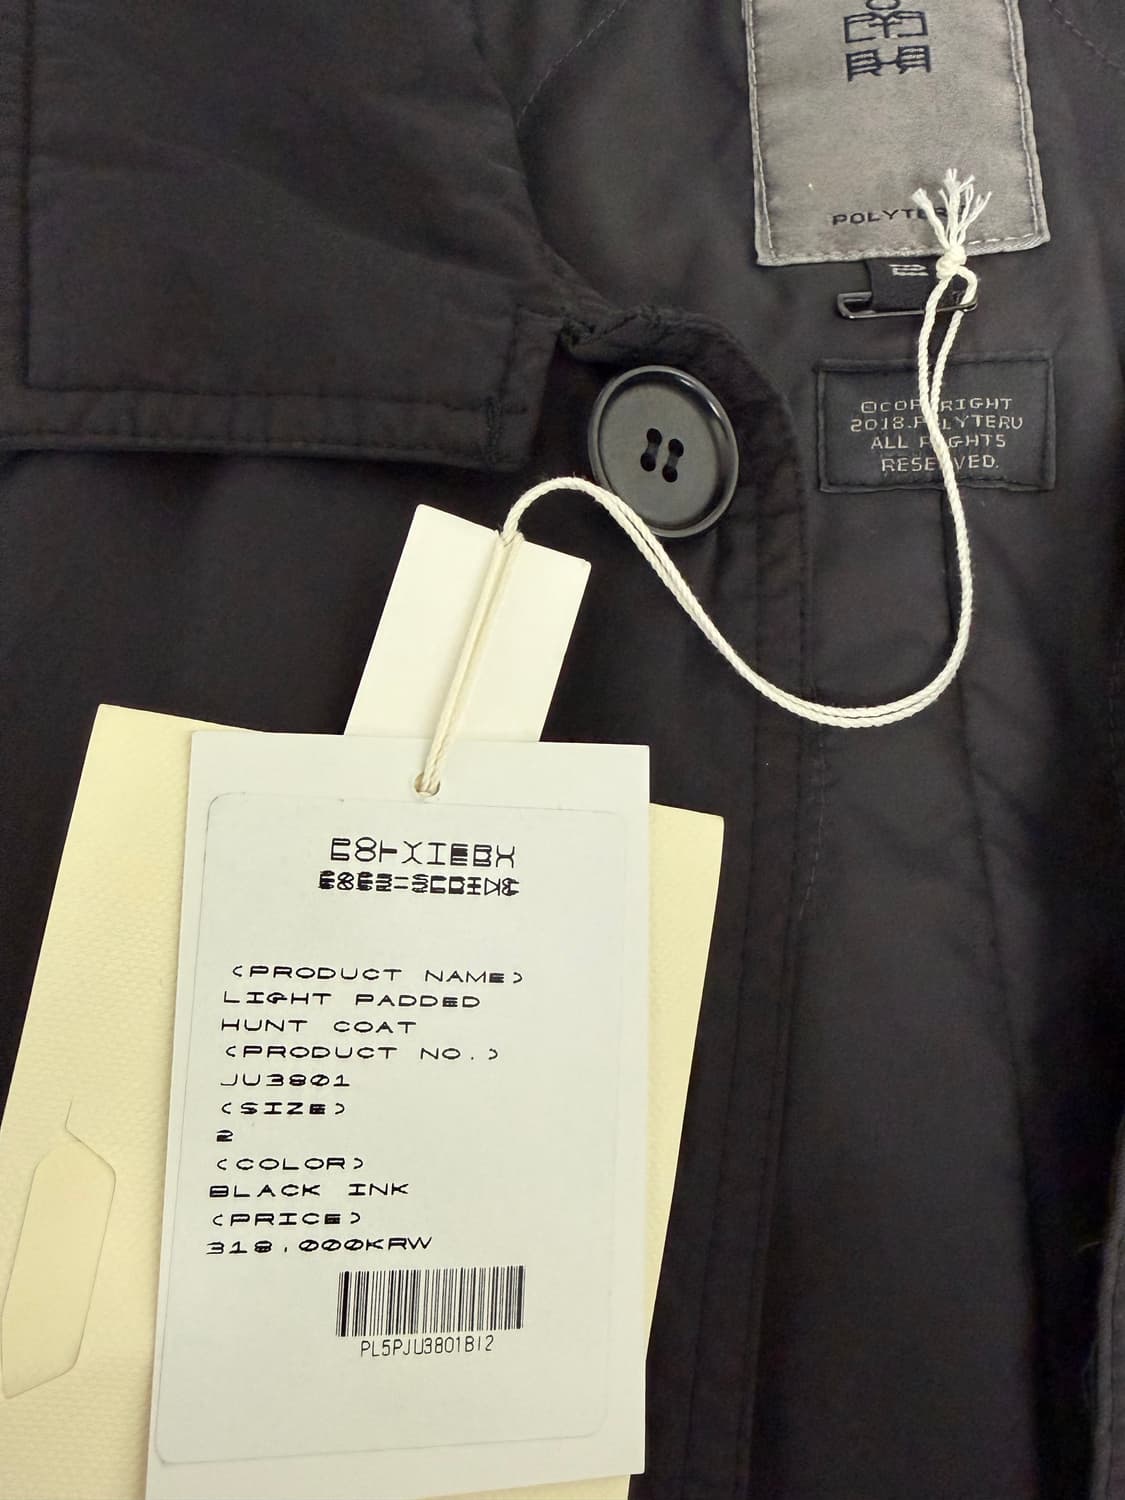 POLYTER
©COPYRIGHT
2018.POLYTERU
ALL RIGHTS
RESERVED.
<PRODUCT NAME>
LIGHT PADDED
HUNT COAT
<PRODUCT NO.>
JU3801
<SIZE>
2
<COLOR>
BLACK INK
<PRICE>
318,000KRW
PL5PJU3801BI2